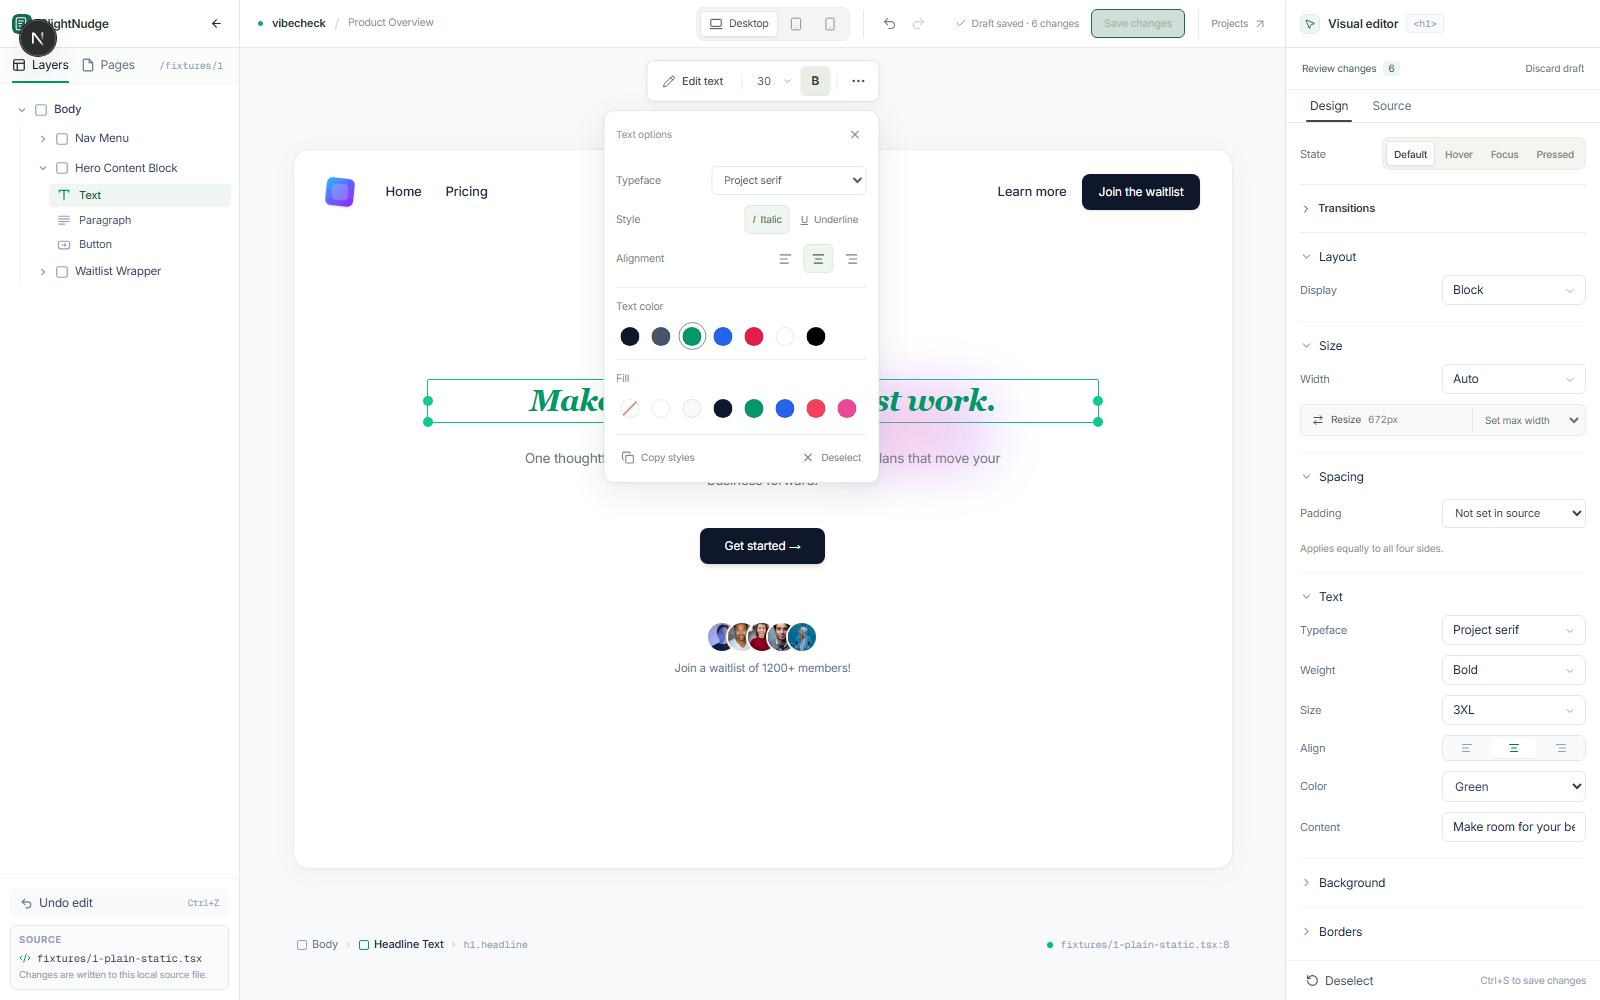 lightNudge
N
Layers
Pages
/fixtures/1
Body
Nav Menu
Hero Content Block
Text
Paragraph
Button
Waitlist Wrapper
Undo edit
Ctrl+Z
SOURCE
fixtures/1-plain-static.tsx
Changes are written to this local source file.
vibecheck / Product Overview
Desktop
Draft saved · 6 changes
Save changes
Projects
Edit text
30
B
Text options
Typeface
Project serif
Style
I Italic
U Underline
Alignment
Text color
Fill
Copy styles
Deselect
Home
Pricing
Learn more
Join the waitlist
st work.
One
lans that move your
Get started →
Join a waitlist of 1200+ members!
Body › Headline Text › h1.headline
fixtures/1-plain-static.tsx:8
Visual editor
<h1>
Review changes 6
Discard draft
Design
Source
State
Default
Hover
Focus
Pressed
Transitions
Layout
Display
Block
Size
Width
Auto
Resize 672px
Set max width
Spacing
Padding
Not set in source
Applies equally to all four sides.
Text
Typeface
Project serif
Weight
Bold
Size
3XL
Align
Color
Green
Content
Make room for your be
Background
Borders
Deselect
Ctrl+S to save changes